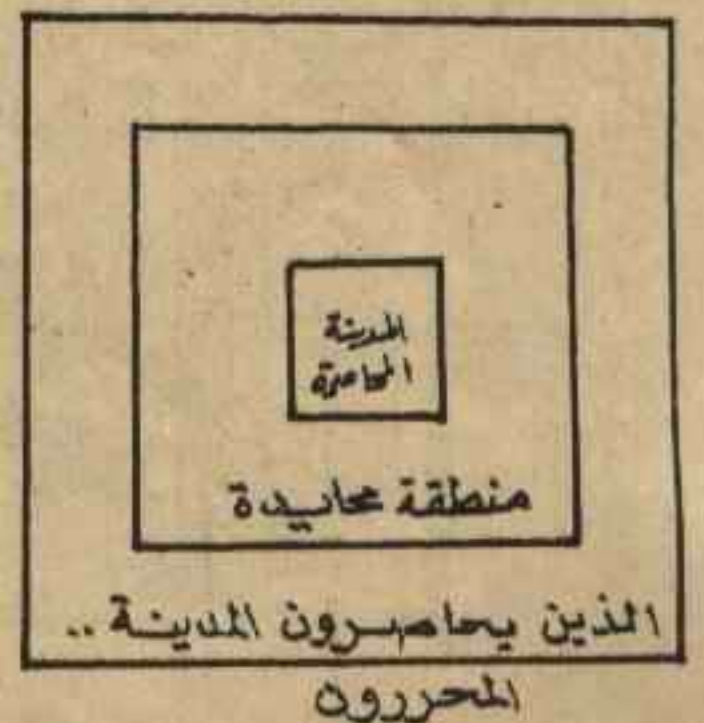 المدينة
المحاصرة
منطقة محايدة
الذين يحاصرون المدينة ..
المحررون